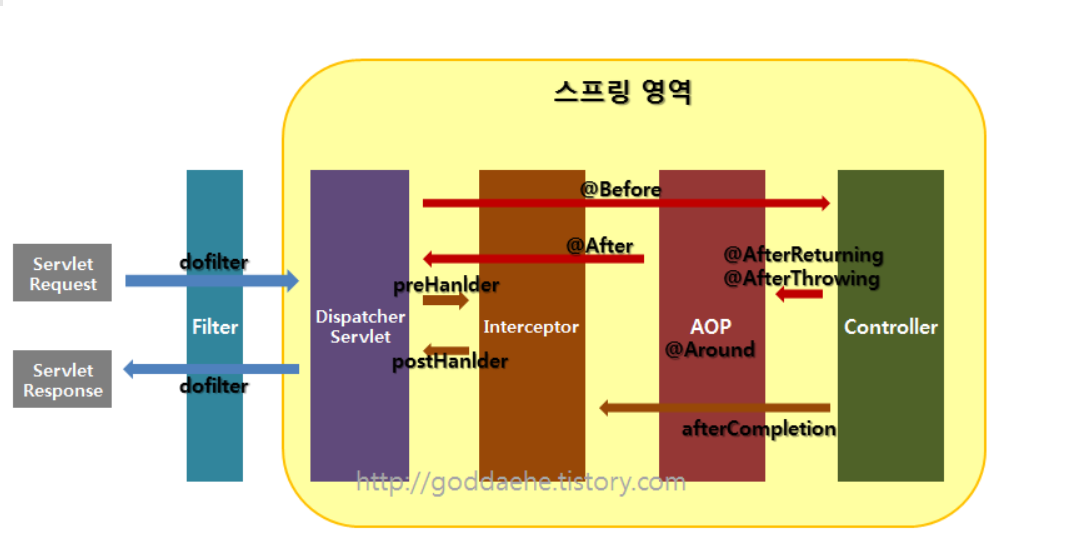 스프링 영역
@Before
@After
@AfterReturning
@AfterThrowing
dofilter
Servlet
Request
preHanlder
Filter
Dispatcher
Servlet
Interceptor
AOP
@Around
Controller
postHanlder
Servlet
Response
dofilter
afterCompletion
http://goddaehe.tistory.com